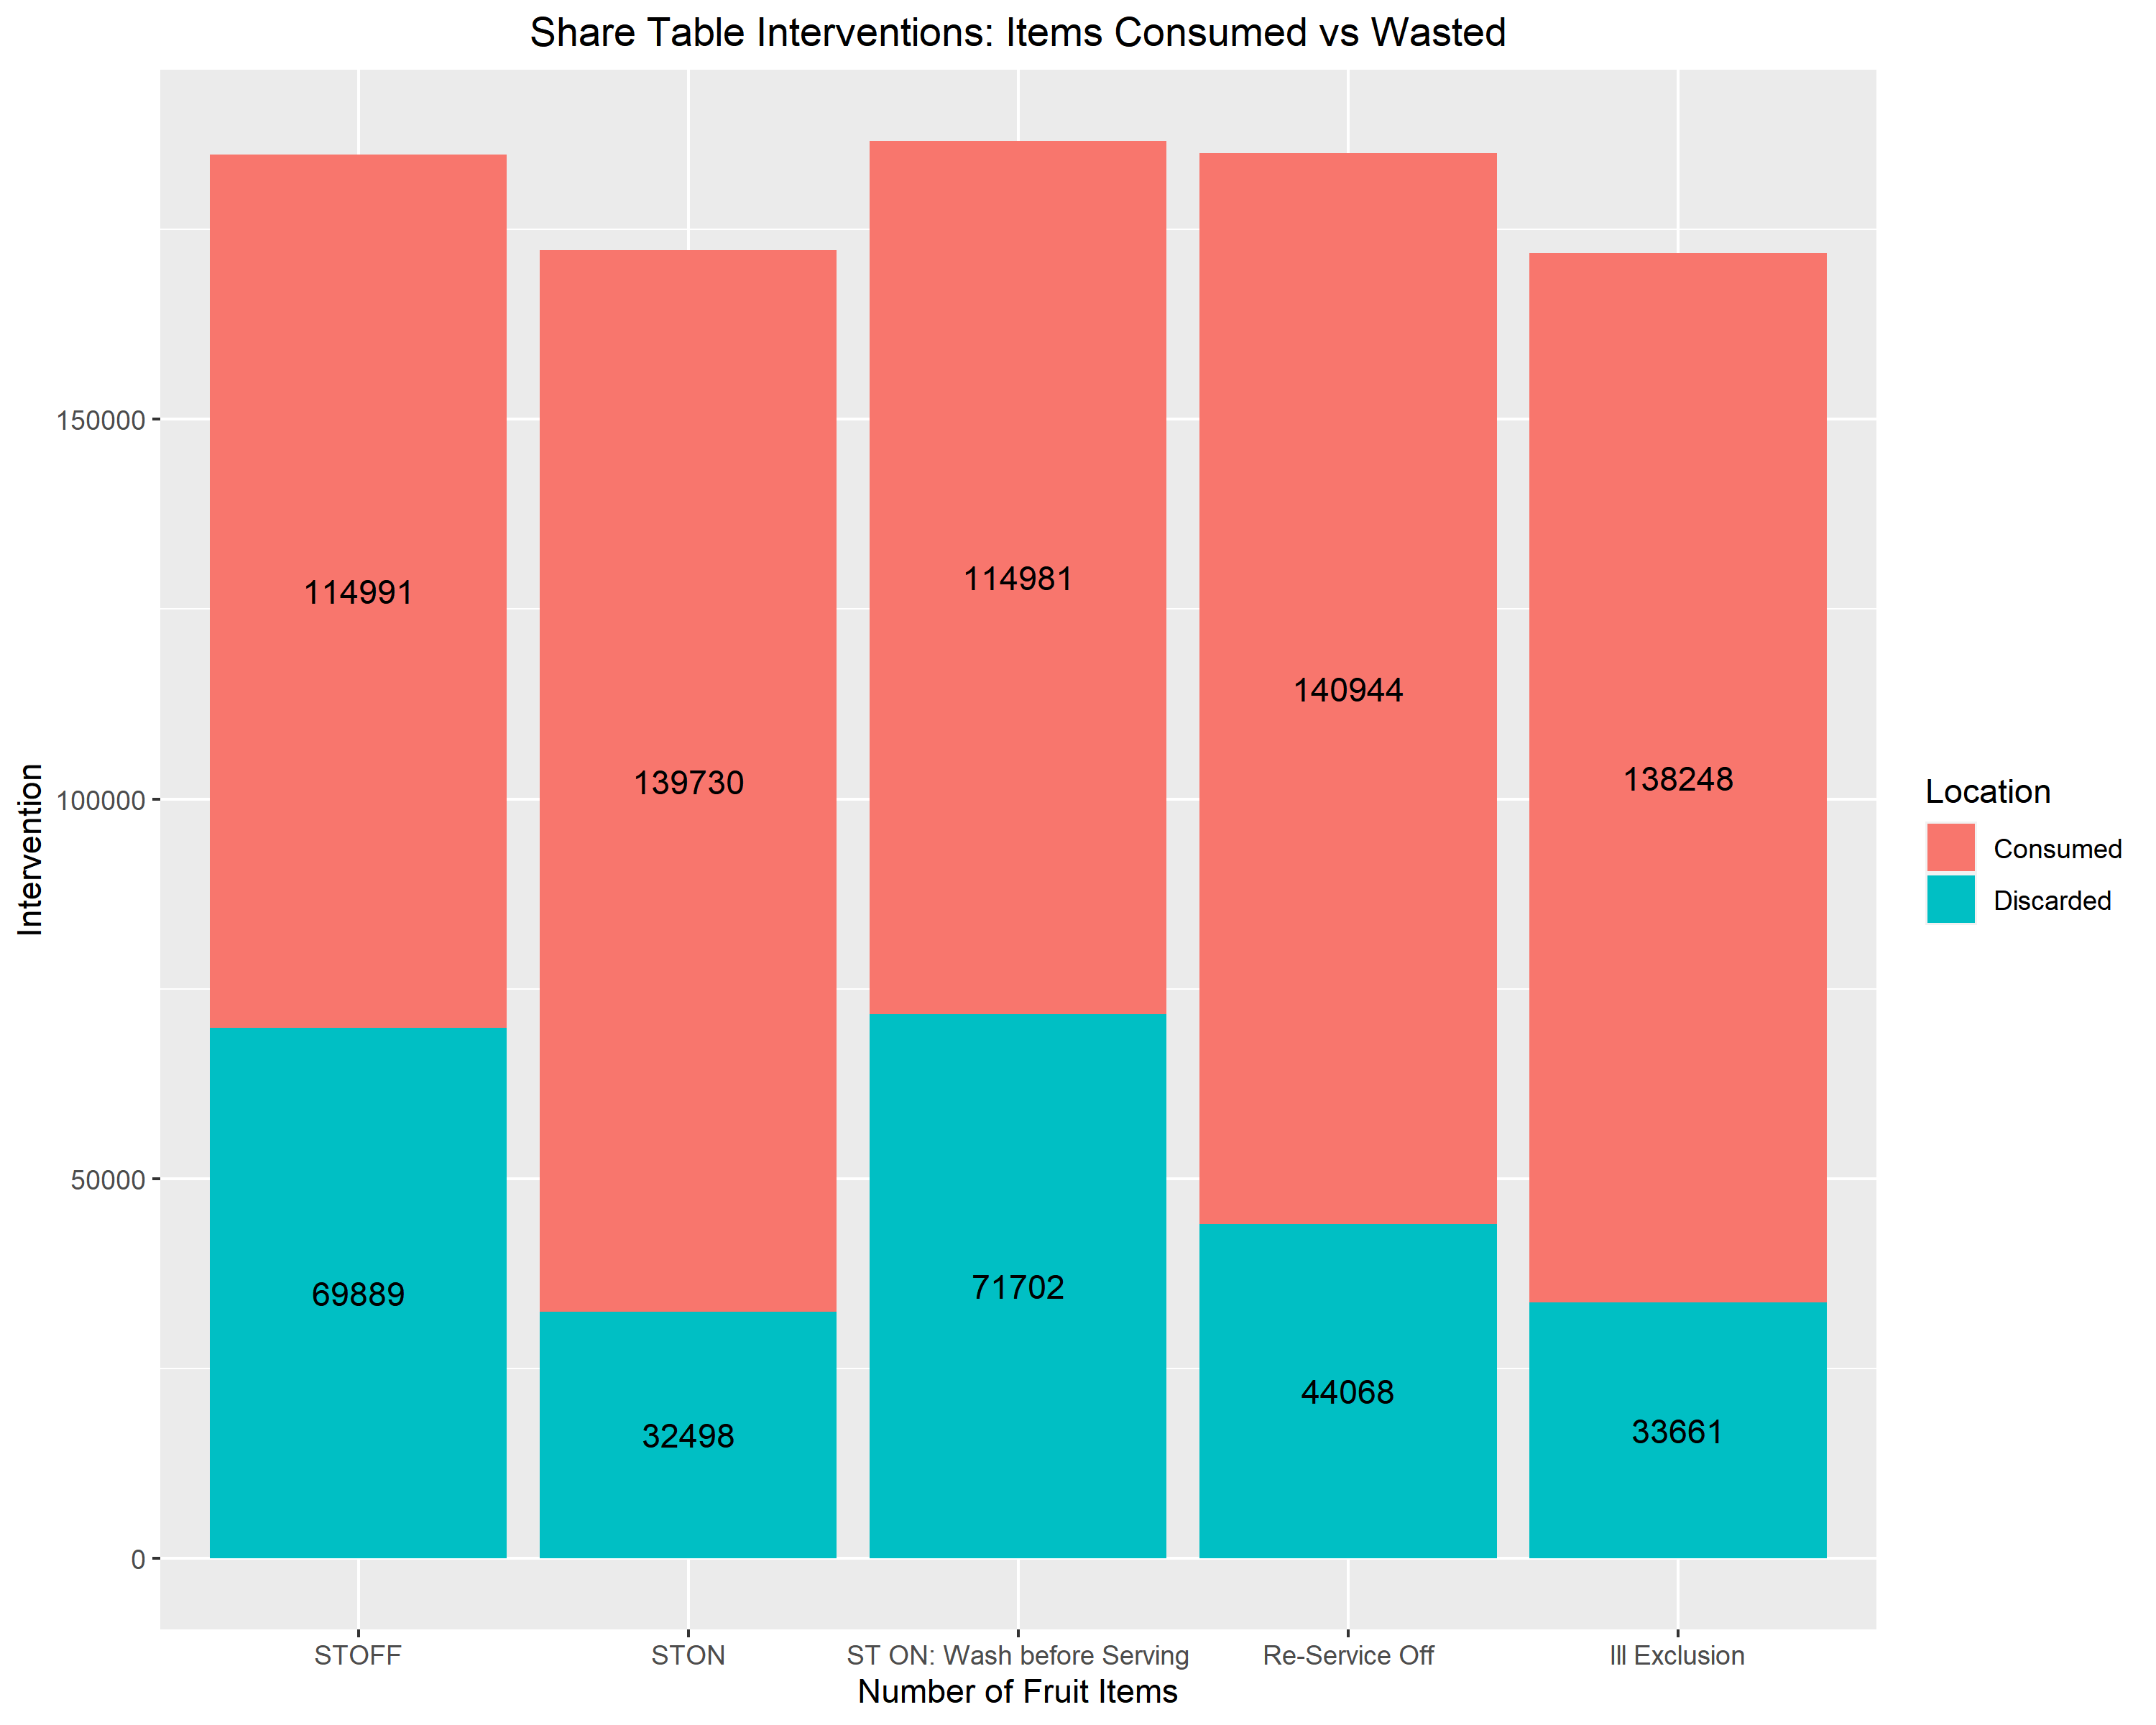 Share Table Interventions: Items Consumed vs Wasted
Intervention
150000
100000
50000
0
114991
139730
114981
140944
138248
69889
32498
71702
44068
33661
STOFF
STON
ST ON: Wash before Serving
Re-Service Off
Ill Exclusion
Number of Fruit Items
Location
Consumed
Discarded